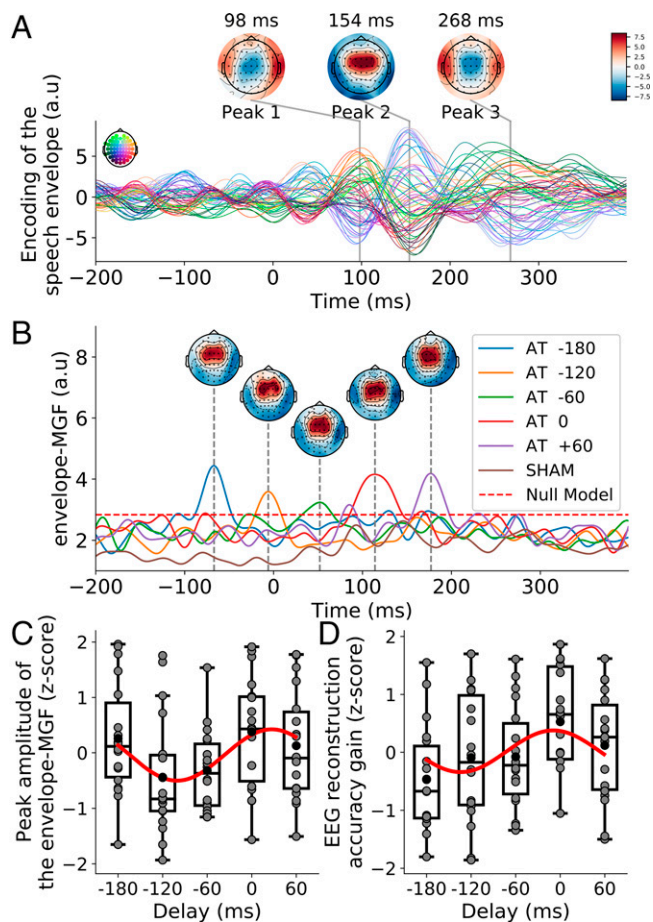 A
98 ms 154 ms 268 ms
Peak 1 Peak 2 Peak 3
7.5
5.0
2.5
0.0
−2.5
−5.0
−7.5
Encoding of the
speech envelope (a.u)
5
0
−5
−200 −100 0 100 200 300
Time (ms)
B
envelope-MGF (a.u)
8
6
4
2
AT -180
AT -120
AT -60
AT 0
AT +60
SHAM
Null Model
−200 −100 0 100 200 300
Time (ms)
C
Peak amplitude of
the envelope-MGF (z-score)
2
1
0
−1
−2
-180 -120 -60 0 60
Delay (ms)
D
EEG reconstruction
accuracy gain (z-score)
2
1
0
−1
−2
-180 -120 -60 0 60
Delay (ms)